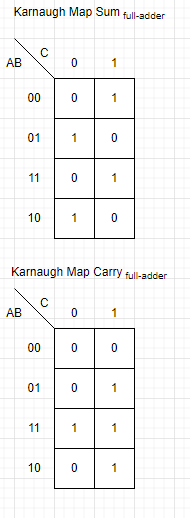 Karnaugh Map Sum full-adder
C
AB 0 1
00 0 1
01 1 0
11 0 1
10 1 0
Karnaugh Map Carry full-adder
C
AB 0 1
00 0 0
01 0 1
11 1 1
10 0 1